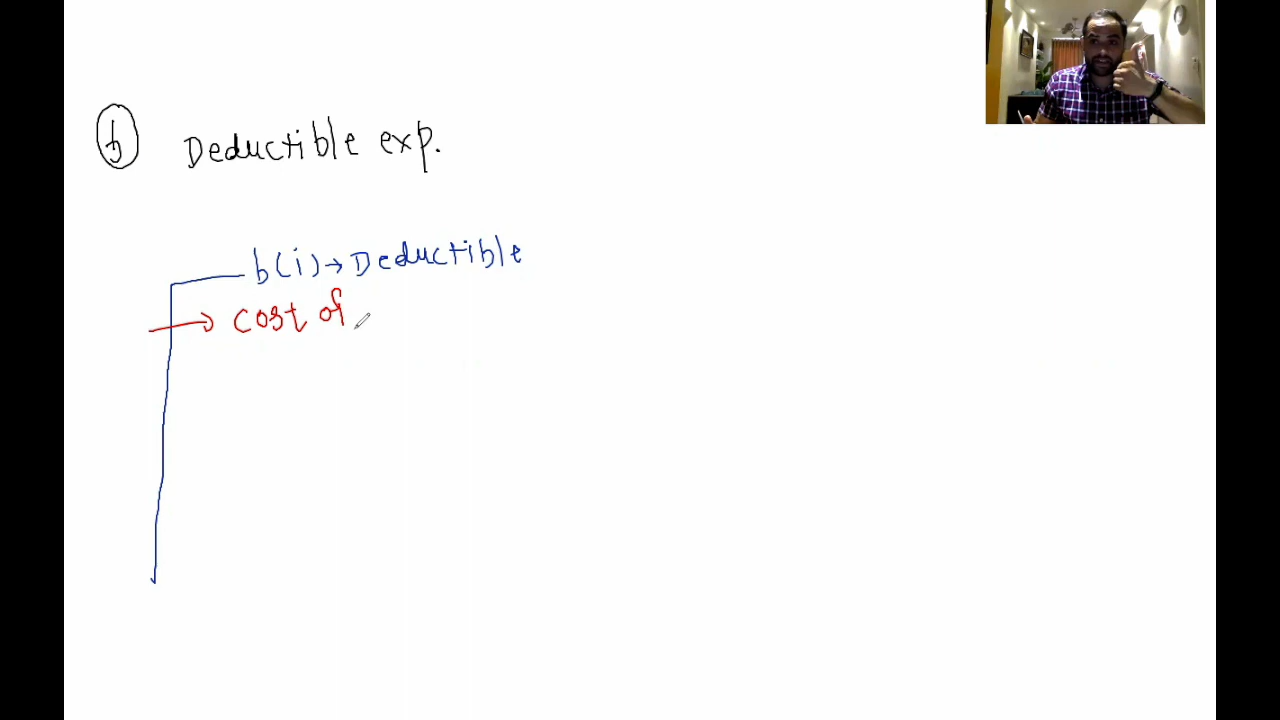 b Deductible exp.
b(i) → Deductible
→ cost of